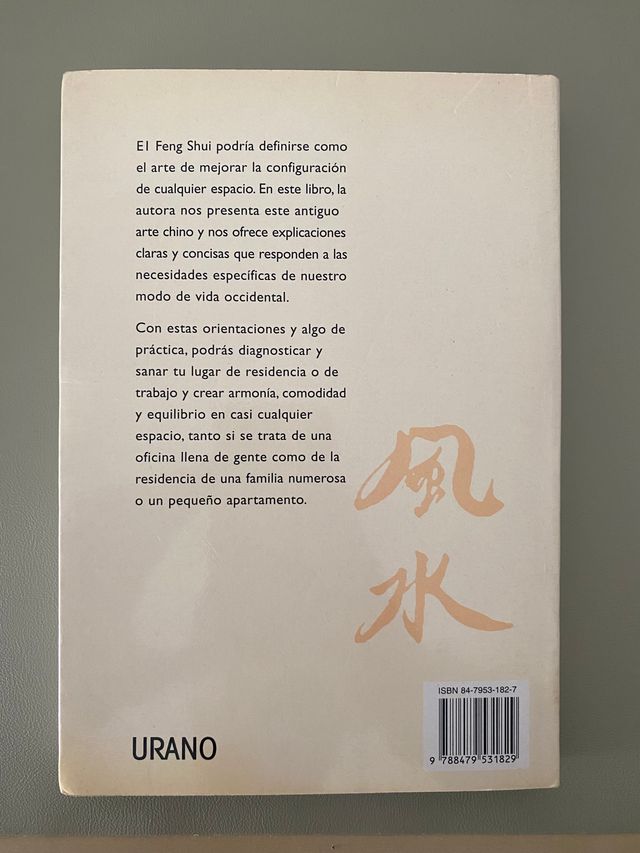 El Feng Shui podría definirse como
el arte de mejorar la configuración
de cualquier espacio. En este libro, la
autora nos presenta este antiguo
arte chino y nos ofrece explicaciones
claras y concisas que responden a las
necesidades específicas de nuestro
modo de vida occidental.
Con estas orientaciones y algo de
práctica, podrás diagnosticar y
sanar tu lugar de residencia o de
trabajo y crear armonía, comodidad
y equilibrio en casi cualquier
espacio, tanto si se trata de una
oficina llena de gente como de la
residencia de una familia numerosa
o un pequeño apartamento.
風
水
ISBN 84-7953-182-7
9 788479 531829
URANO